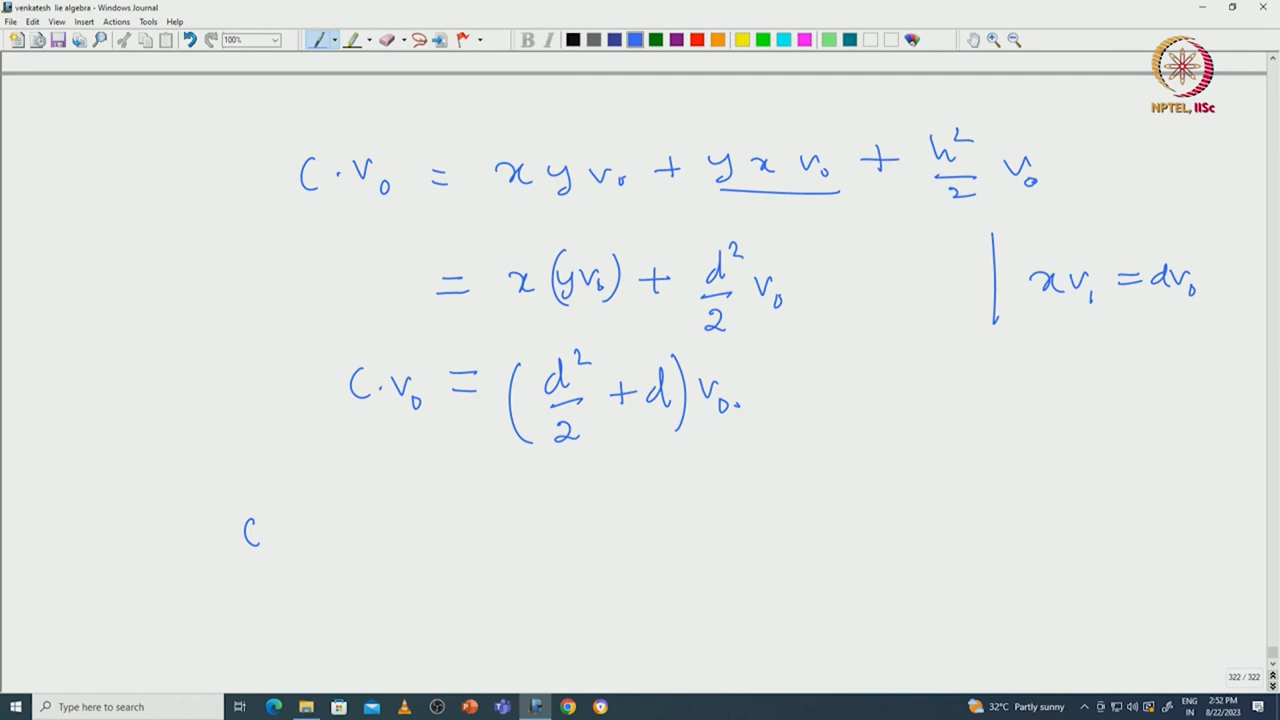 venkatesh lie algebra - Windows Journal
File Edit View Insert Actions Tools Help
100%
B I
NPTEL, IISc
C · v₀ = x y v₀ + y x v₀ + h²/2 v₀
= x (y v₀) + d²/2 v₀ | x v₁ = d v₀
C · v₀ = (d²/2 + d) v₀.
C
322 / 322
Type here to search
32°C Partly sunny
ENG
IN
2:52 PM
8/22/2023